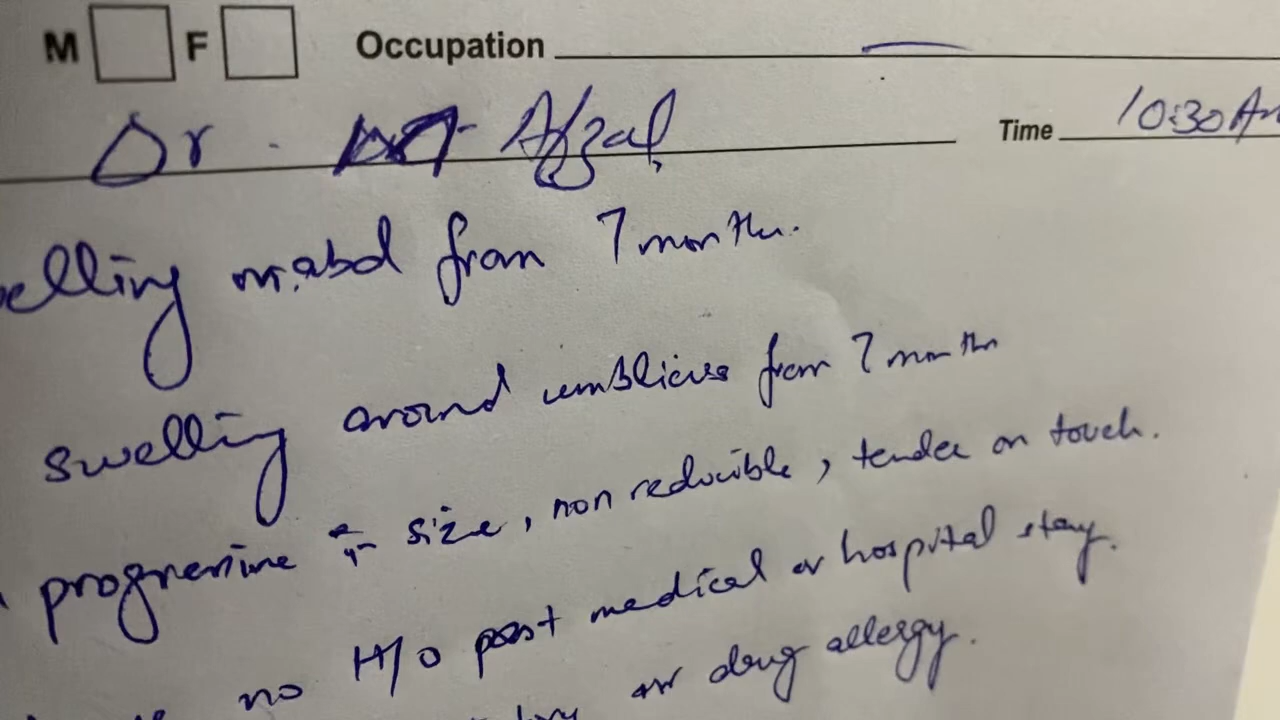 M F Occupation
Dr. Afzal Time 10:30 Am
elling in abd from 7 months.
swelling around umblicus from 7 months
progressive in size, non reducible, tender on touch.
no H/o past medical or hospital stay.
or drug allergy.